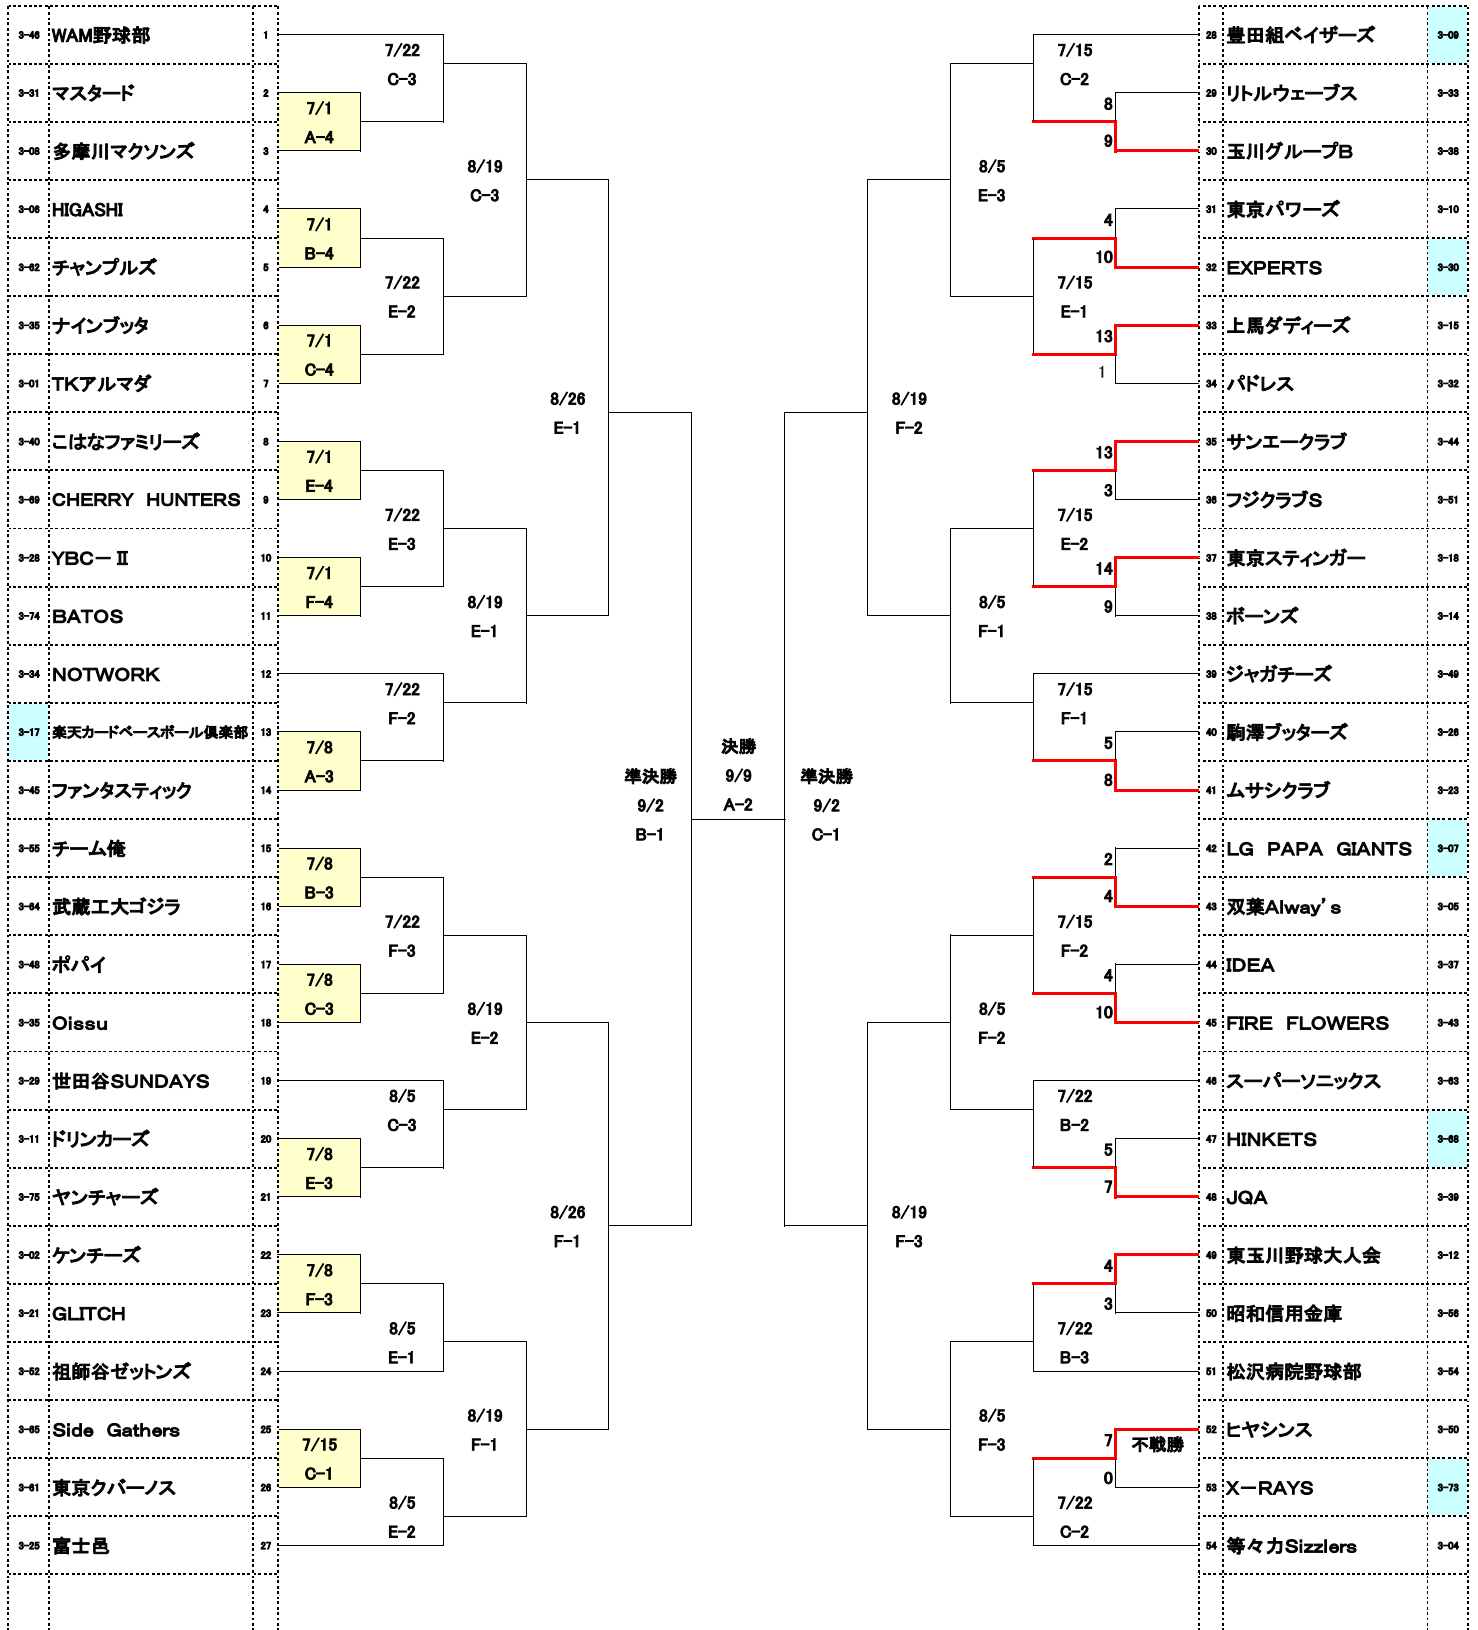 3-46 WAM野球部 1
3-31 マスタード 2
3-08 多摩川マクソンズ 3
3-06 HIGASHI 4
3-62 チャンプルズ 5
3-35 ナインブッタ 6
3-01 TKアルマダ 7
3-40 こはなファミリーズ 8
3-69 CHERRY HUNTERS 9
3-28 YBC－Ⅱ 10
3-74 BATOS 11
3-34 NOTWORK 12
3-17 楽天カードベースボール倶楽部 13
3-45 ファンタスティック 14
3-55 チーム俺 15
3-64 武蔵工大ゴジラ 16
3-48 ポパイ 17
3-35 Oissu 18
3-29 世田谷SUNDAYS 19
3-11 ドリンカーズ 20
3-75 ヤンチャーズ 21
3-02 ケンチーズ 22
3-21 GLITCH 23
3-52 祖師谷ゼットンズ 24
3-65 Side Gathers 25
3-61 東京クバーノス 26
3-25 富士邑 27
7/1
A-4
7/1
B-4
7/1
C-4
7/1
E-4
7/1
F-4
7/8
A-3
7/8
B-3
7/8
C-3
7/8
E-3
7/8
F-3
7/15
C-1
7/22
C-3
7/22
E-2
7/22
E-3
7/22
F-2
7/22
F-3
8/5
C-3
8/5
E-1
8/5
E-2
8/19
C-3
8/19
E-1
8/19
E-2
8/19
F-1
8/26
E-1
8/26
F-1
準決勝
9/2
B-1
決勝
9/9
A-2
準決勝
9/2
C-1
8/19
F-2
8/19
F-3
8/5
E-3
8/5
F-1
8/5
F-2
8/5
F-3
7/15
C-2
7/15
E-1
7/15
E-2
7/15
F-1
7/15
F-2
7/22
B-2
7/22
B-3
7/22
C-2
8
9
4
10
13
1
13
3
14
9
5
8
2
4
4
10
5
7
4
3
7 不戦勝
0
28 豊田組ベイザーズ 3-09
29 リトルウェーブス 3-33
30 玉川グループB 3-38
31 東京パワーズ 3-10
32 EXPERTS 3-30
33 上馬ダディーズ 3-15
34 パドレス 3-32
35 サンエークラブ 3-44
36 フジクラブS 3-51
37 東京スティンガー 3-18
38 ボーンズ 3-14
39 ジャガチーズ 3-49
40 駒澤ブッターズ 3-26
41 ムサシクラブ 3-23
42 LG PAPA GIANTS 3-07
43 双葉Alway's 3-05
44 IDEA 3-37
45 FIRE FLOWERS 3-43
46 スーパーソニックス 3-63
47 HINKETS 3-68
48 JQA 3-39
49 東玉川野球大人会 3-12
50 昭和信用金庫 3-56
51 松沢病院野球部 3-54
52 ヒヤシンス 3-50
53 X－RAYS 3-73
54 等々力Sizzlers 3-04